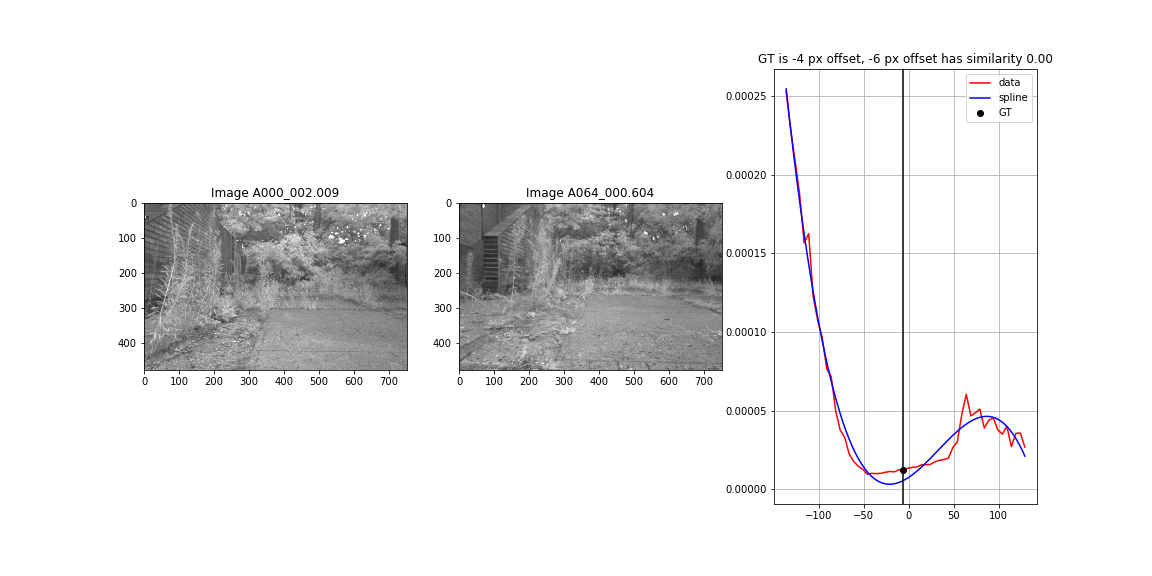 Image A000_002.009
0
100
200
300
400
0 100 200 300 400 500 600 700
Image A064_000.604
0
100
200
300
400
0 100 200 300 400 500 600 700
GT is -4 px offset, -6 px offset has similarity 0.00
data
spline
GT
0.00025
0.00020
0.00015
0.00010
0.00005
0.00000
−100 −50 0 50 100